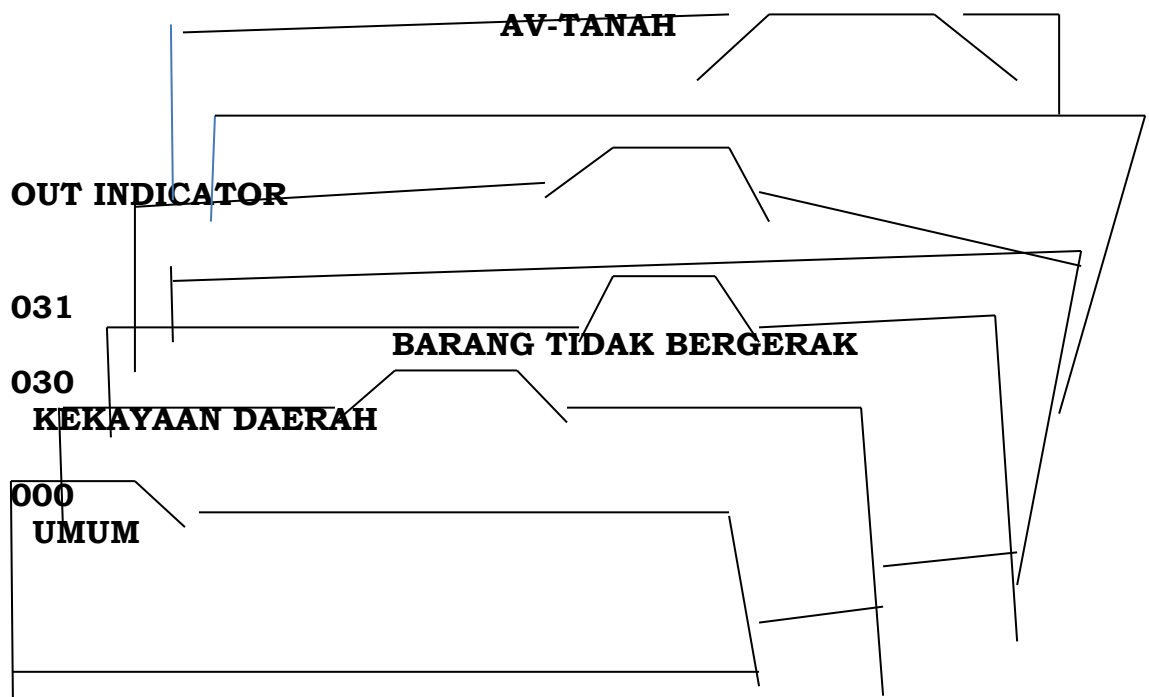 AV-TANAH
OUT INDICATOR
031
BARANG TIDAK BERGERAK
030
KEKAYAAN DAERAH
000
UMUM